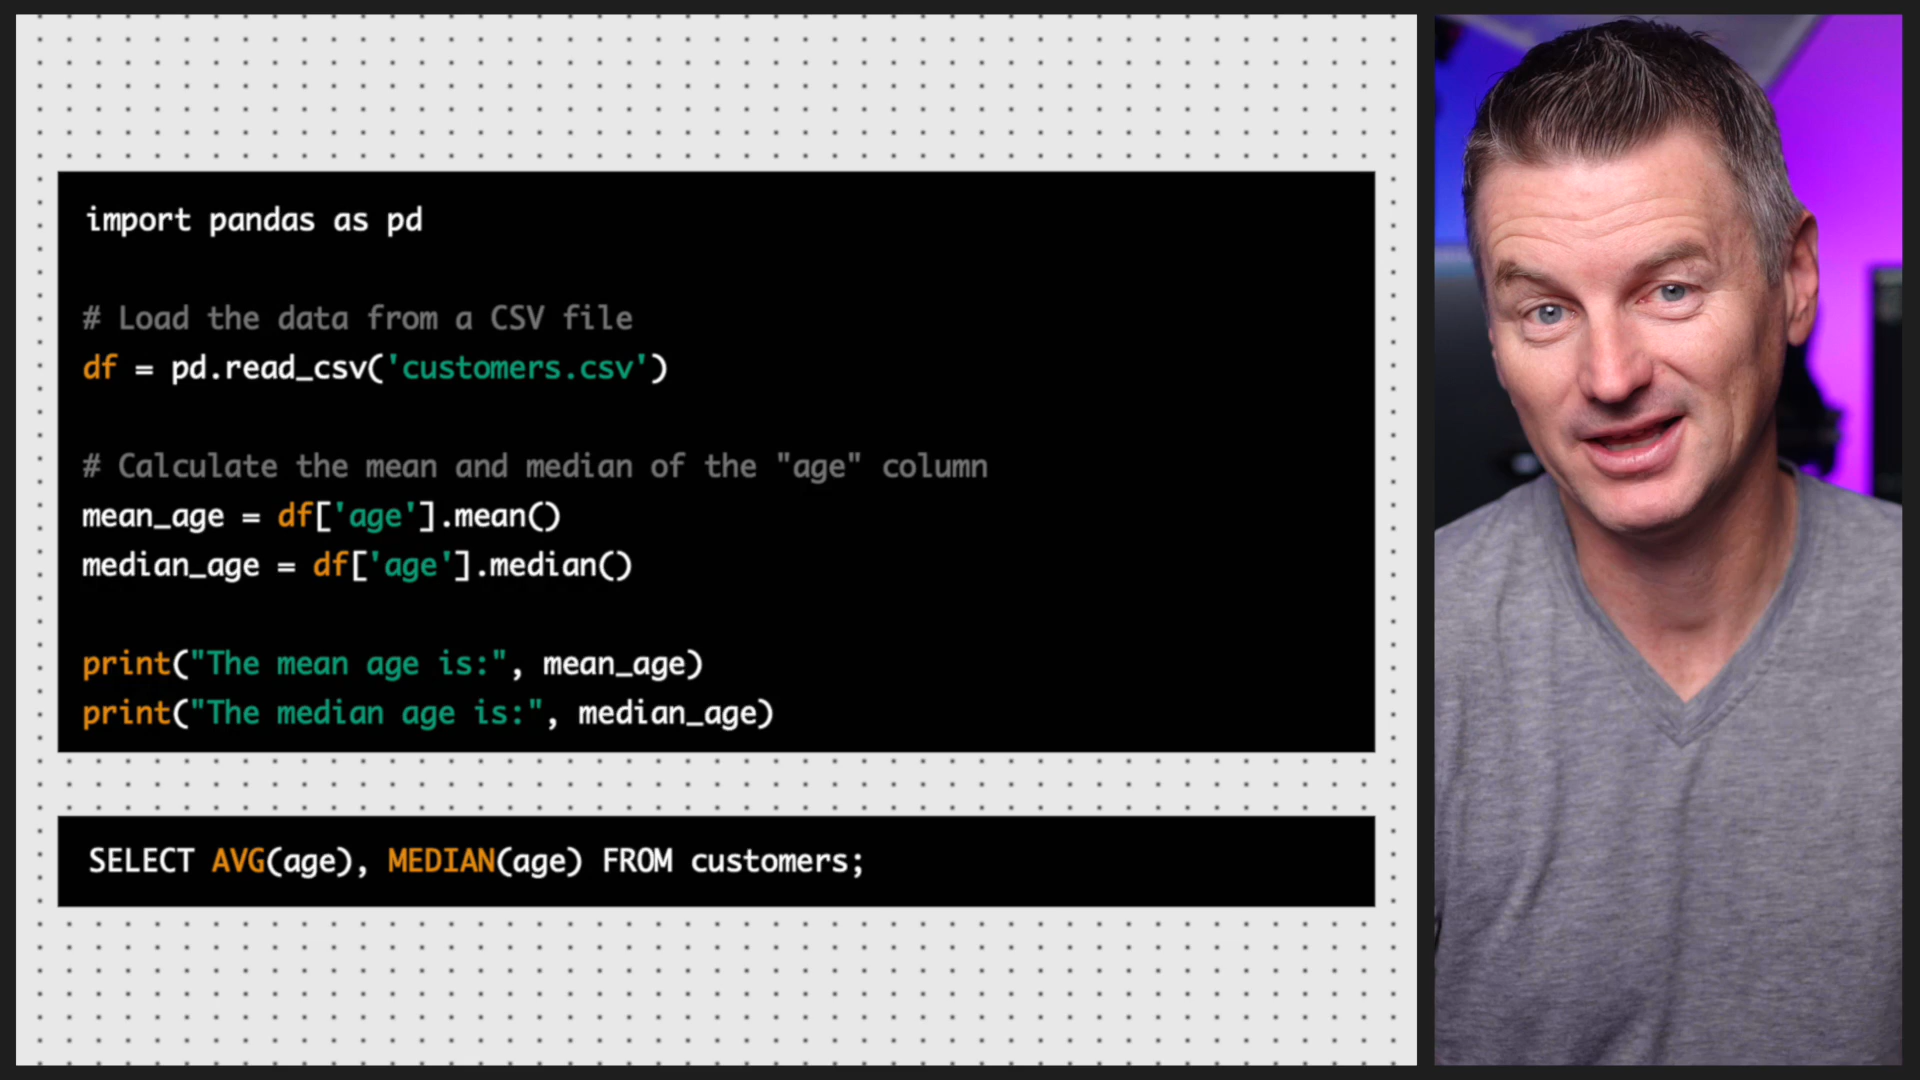 import pandas as pd
# Load the data from a CSV file
df = pd.read_csv('customers.csv')
# Calculate the mean and median of the "age" column
mean_age = df['age'].mean()
median_age = df['age'].median()
print("The mean age is:", mean_age)
print("The median age is:", median_age)
SELECT AVG(age), MEDIAN(age) FROM customers;